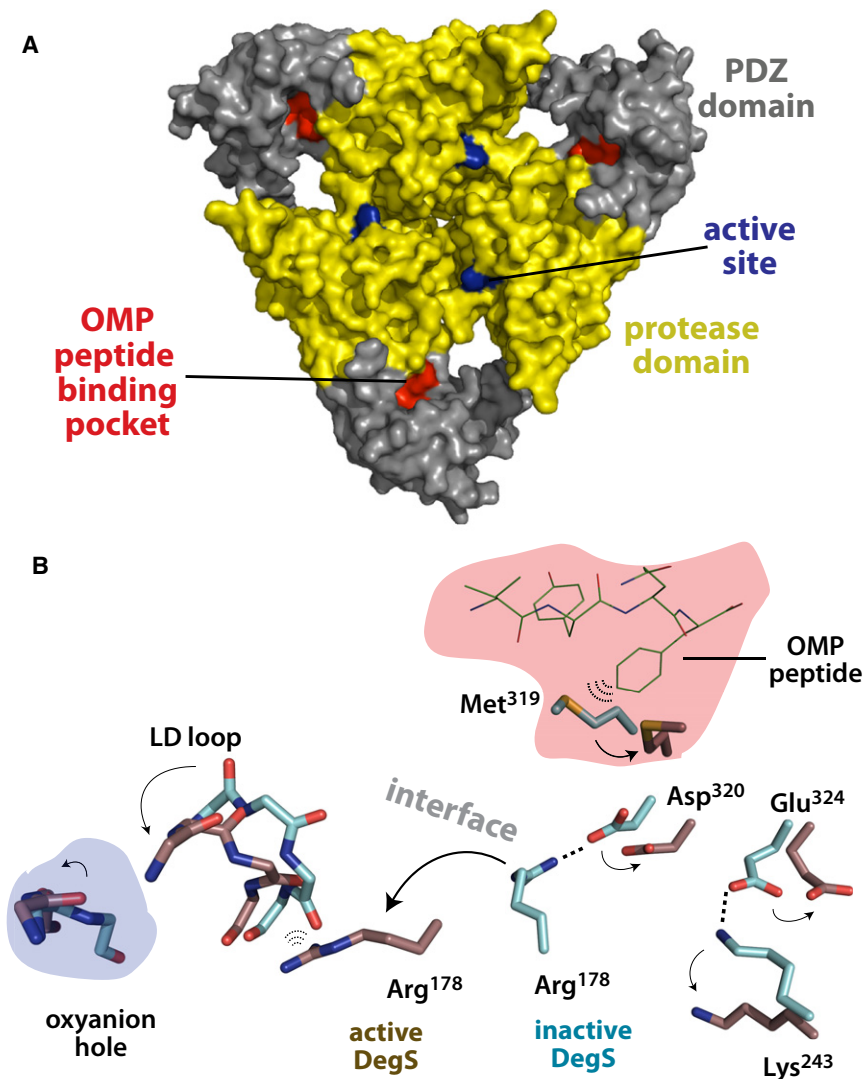 A
PDZ
domain
active
site
OMP
peptide
binding
pocket
protease
domain
B
OMP
peptide
Met319
LD loop
interface
Asp320
Glu324
Arg178
Arg178
oxyanion
hole
active
DegS
inactive
DegS
Lys243